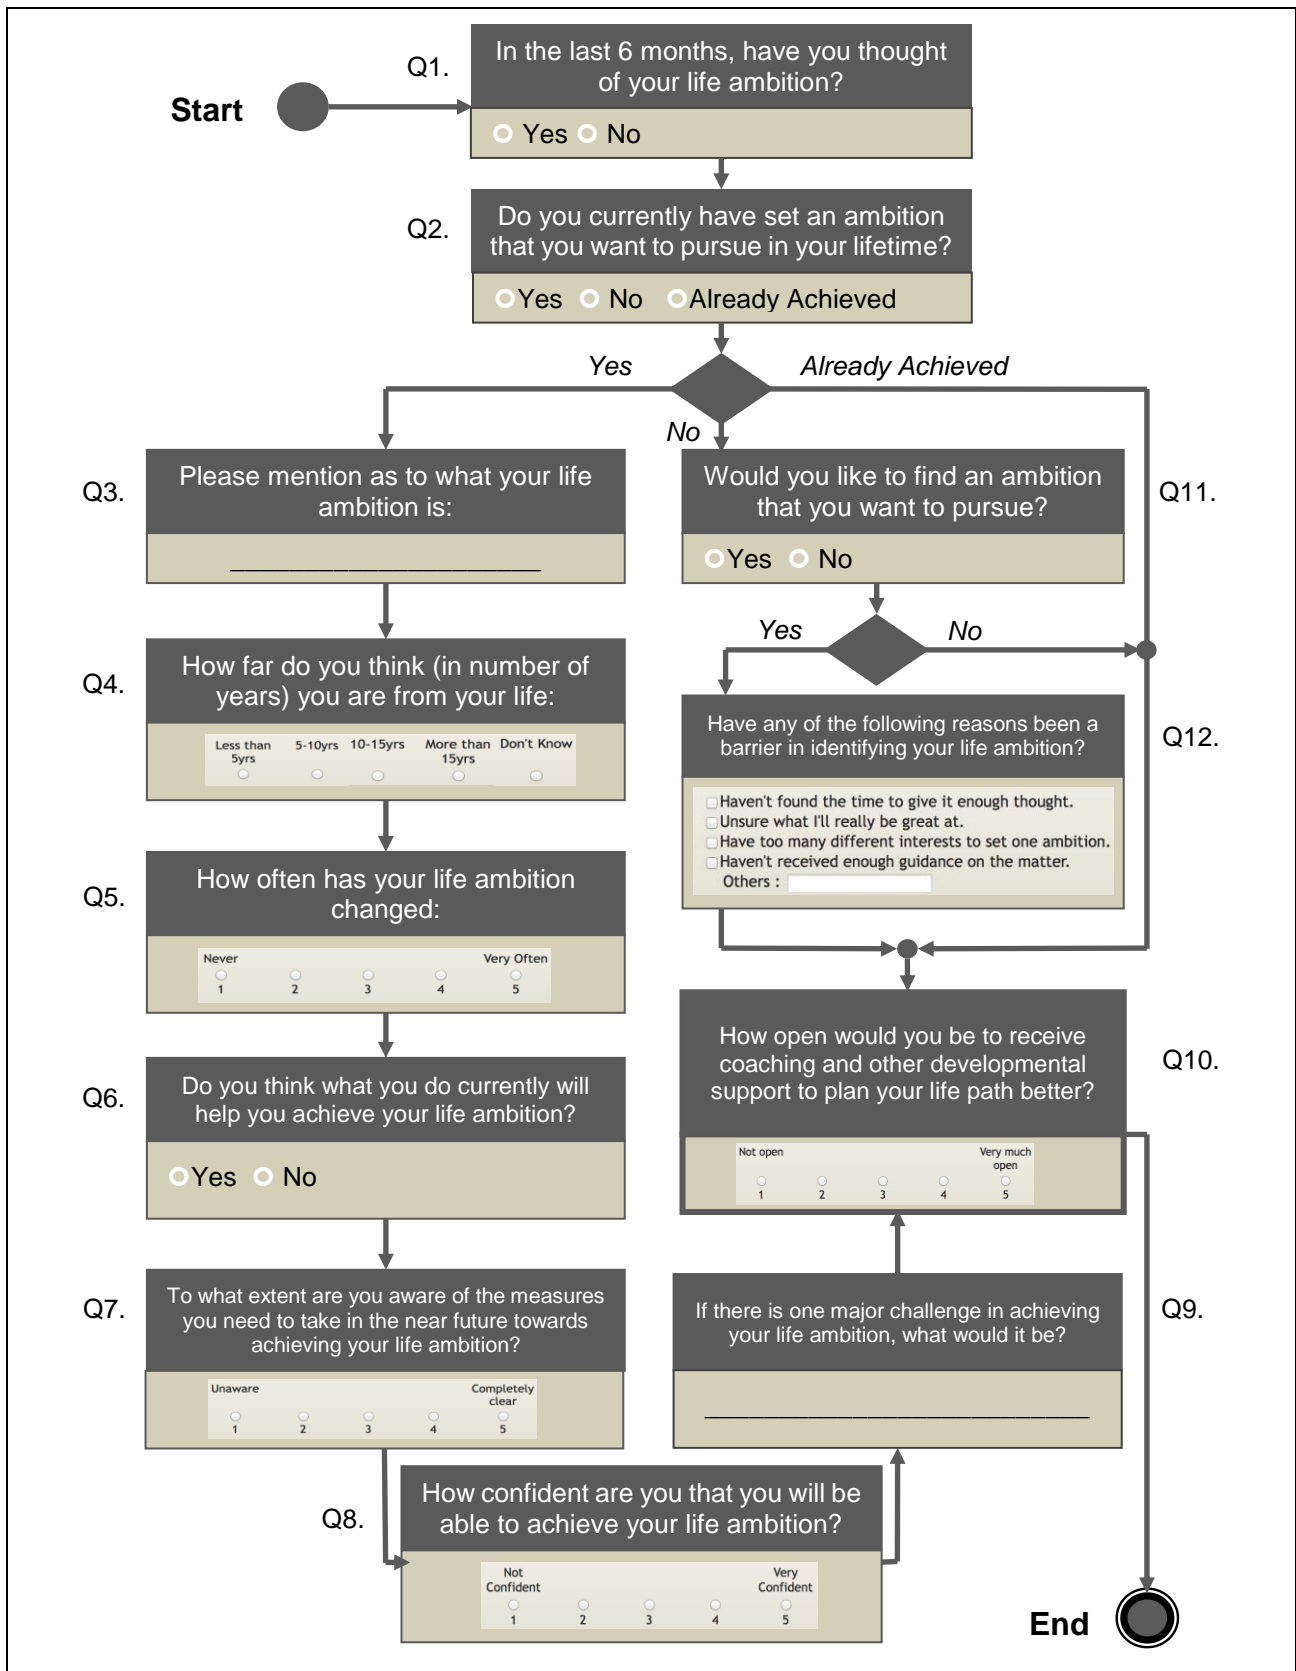 Start
Q1.
In the last 6 months, have you thought
of your life ambition?
Yes No
Q2.
Do you currently have set an ambition
that you want to pursue in your lifetime?
Yes No Already Achieved
Yes
Already Achieved
No
Q3.
Please mention as to what your life
ambition is:
Q11.
Would you like to find an ambition
that you want to pursue?
Yes No
Yes
No
Q4.
How far do you think (in number of
years) you are from your life:
Less than
5yrs
5-10yrs
10-15yrs
More than
15yrs
Don't Know
Q12.
Have any of the following reasons been a
barrier in identifying your life ambition?
Haven't found the time to give it enough thought.
Unsure what I'll really be great at.
Have too many different interests to set one ambition.
Haven't received enough guidance on the matter.
Others :
Q5.
How often has your life ambition
changed:
Never
Very Often
1 2 3 4 5
Q6.
Do you think what you do currently will
help you achieve your life ambition?
Yes No
Q10.
How open would you be to receive
coaching and other developmental
support to plan your life path better?
Not open
Very much
open
1 2 3 4 5
Q7.
To what extent are you aware of the measures
you need to take in the near future towards
achieving your life ambition?
Unaware
Completely
clear
1 2 3 4 5
Q9.
If there is one major challenge in achieving
your life ambition, what would it be?
Q8.
How confident are you that you will be
able to achieve your life ambition?
Not
Confident
Very
Confident
1 2 3 4 5
End